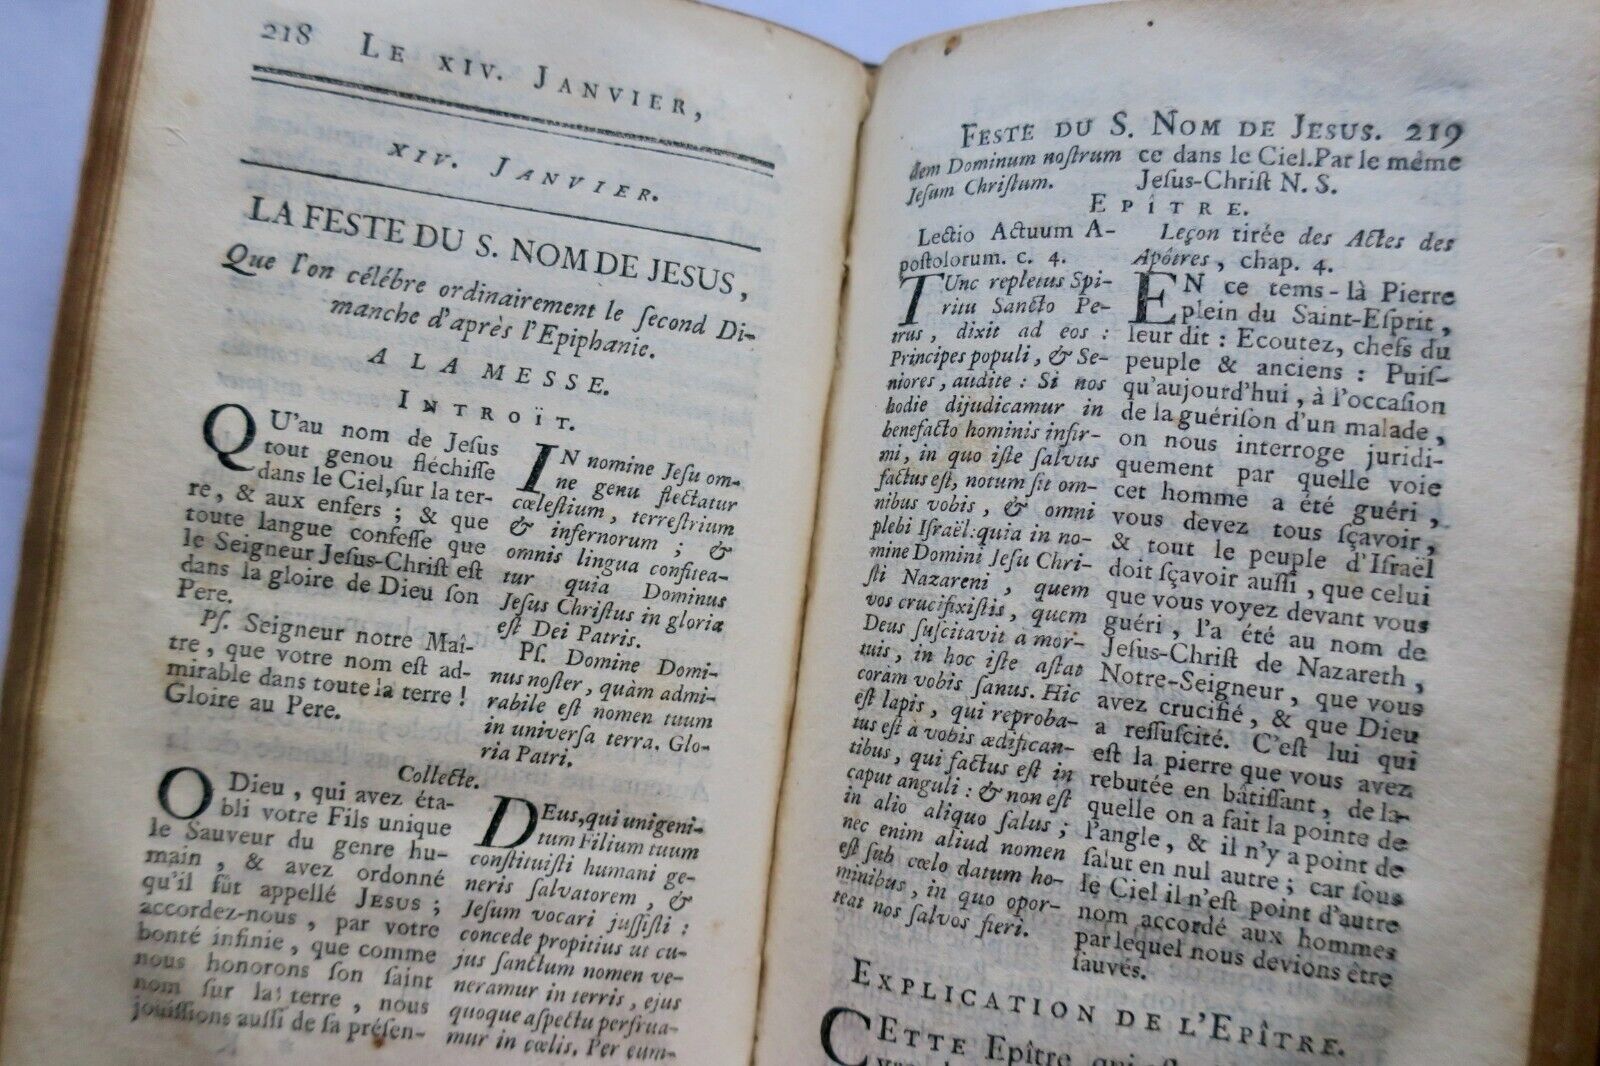 218 LE XIV. JANVIER,
XIV. JANVIER.
LA FESTE DU S. NOM DE JESUS,
Que l'on célébre ordinairement le ſecond Di-
manche d'après l'Epiphanie.
A LA MESSE.
INTROÏT.
QU'au nom de Jeſus
tout genou fléchiſſe
dans le Ciel,ſur la ter-
re, & aux enfers ; & que
toute langue confeſſe que
le Seigneur Jeſus-Chriſt eſt
dans la gloire de Dieu ſon
Pere.
Pſ. Seigneur notre Maî-
tre, que votre nom eſt ad-
mirable dans toute la terre !
Gloire au Pere.
IN nomine Jeſu om-
ne genu flectatur
cœleſtium, terreſtrium
& infernorum ; &
omnis lingua confitea-
tur quia Dominus
Jeſus Chriſtus in gloria
eſt Dei Patris.
Pſ. Domine Domi-
nus noſter, quàm admi-
rabile eſt nomen tuum
in univerſa terra. Glo-
ria Patri.
Collecte.
O Dieu, qui avez éta-
bli votre Fils unique
le Sauveur du genre hu-
main, & avez ordonné
qu'il fût appellé JESUS ;
accordez-nous, par votre
bonté infinie, que comme
nous honorons ſon ſaint
nom ſur la terre, nous
jouiſſions auſſi de ſa préſen-
DEus, qui unigeni-
tum Filium tuum
conſtituiſti humani ge-
neris ſalvatorem, &
Jeſum vocari juſſiſti :
concede propitius ut cu-
jus ſanctum nomen ve-
neramur in terris, ejus
quoque aſpectu perfrua-
mur in cœlis. Per eum-
FESTE DU S. NOM DE JESUS. 219
dem Dominum noſtrum
Jeſum Chriſtum.
ce dans le Ciel.Par le même
Jeſus-Chriſt N. S.
EPÎTRE.
Lectio Actuum A-
poſtolorum. c. 4.
TUnc repletus Spi-
ritu Sancto Pe-
trus, dixit ad eos :
Principes populi, & Se-
niores, audite : Si nos
hodie dijudicamur in
benefacto hominis infir-
mi, in quo iſte ſalvus
factus eſt, notum ſit om-
nibus vobis, & omni
plebi Iſraël:quia in no-
mine Domini Jeſu Chri-
ſti Nazareni, quem
vos crucifixiſtis, quem
Deus ſuſcitavit à mor-
tuis, in hoc iſte aſtat
coram vobis ſanus. Hic
eſt lapis, qui reproba-
tus eſt à vobis ædifican-
tibus, qui factus eſt in
caput anguli : & non eſt
in alio aliquo ſalus ;
nec enim aliud nomen
eſt ſub cœlo datum ho-
minibus, in quo opor-
teat nos ſalvos fieri.
Leçon tirée des Actes des
Apôtres, chap. 4.
EN ce tems-là Pierre
plein du Saint-Eſprit,
leur dit : Ecoutez, chefs du
peuple & anciens : Puiſ-
qu'aujourd'hui, à l'occaſion
de la guériſon d'un malade,
on nous interroge juridi-
quement par quelle voie
cet homme a été guéri,
vous devez tous ſçavoir,
& tout le peuple d'Iſraël
doit ſçavoir auſſi, que celui
que vous voyez devant vous
guéri, l'a été au nom de
Jeſus-Chriſt de Nazareth,
Notre-Seigneur, que vous
avez crucifié, & que Dieu
a reſſuſcité. C'eſt lui qui
eſt la pierre que vous avez
rebutée en bâtiſſant, de la-
quelle on a fait la pointe de
l'angle, & il n'y a point de
ſalut en nul autre ; car ſous
le Ciel il n'eſt point d'autre
nom accordé aux hommes
par lequel nous devions être
ſauvés.
EXPLICATION DE L'EPÎTRE.
CETTE Epître qui